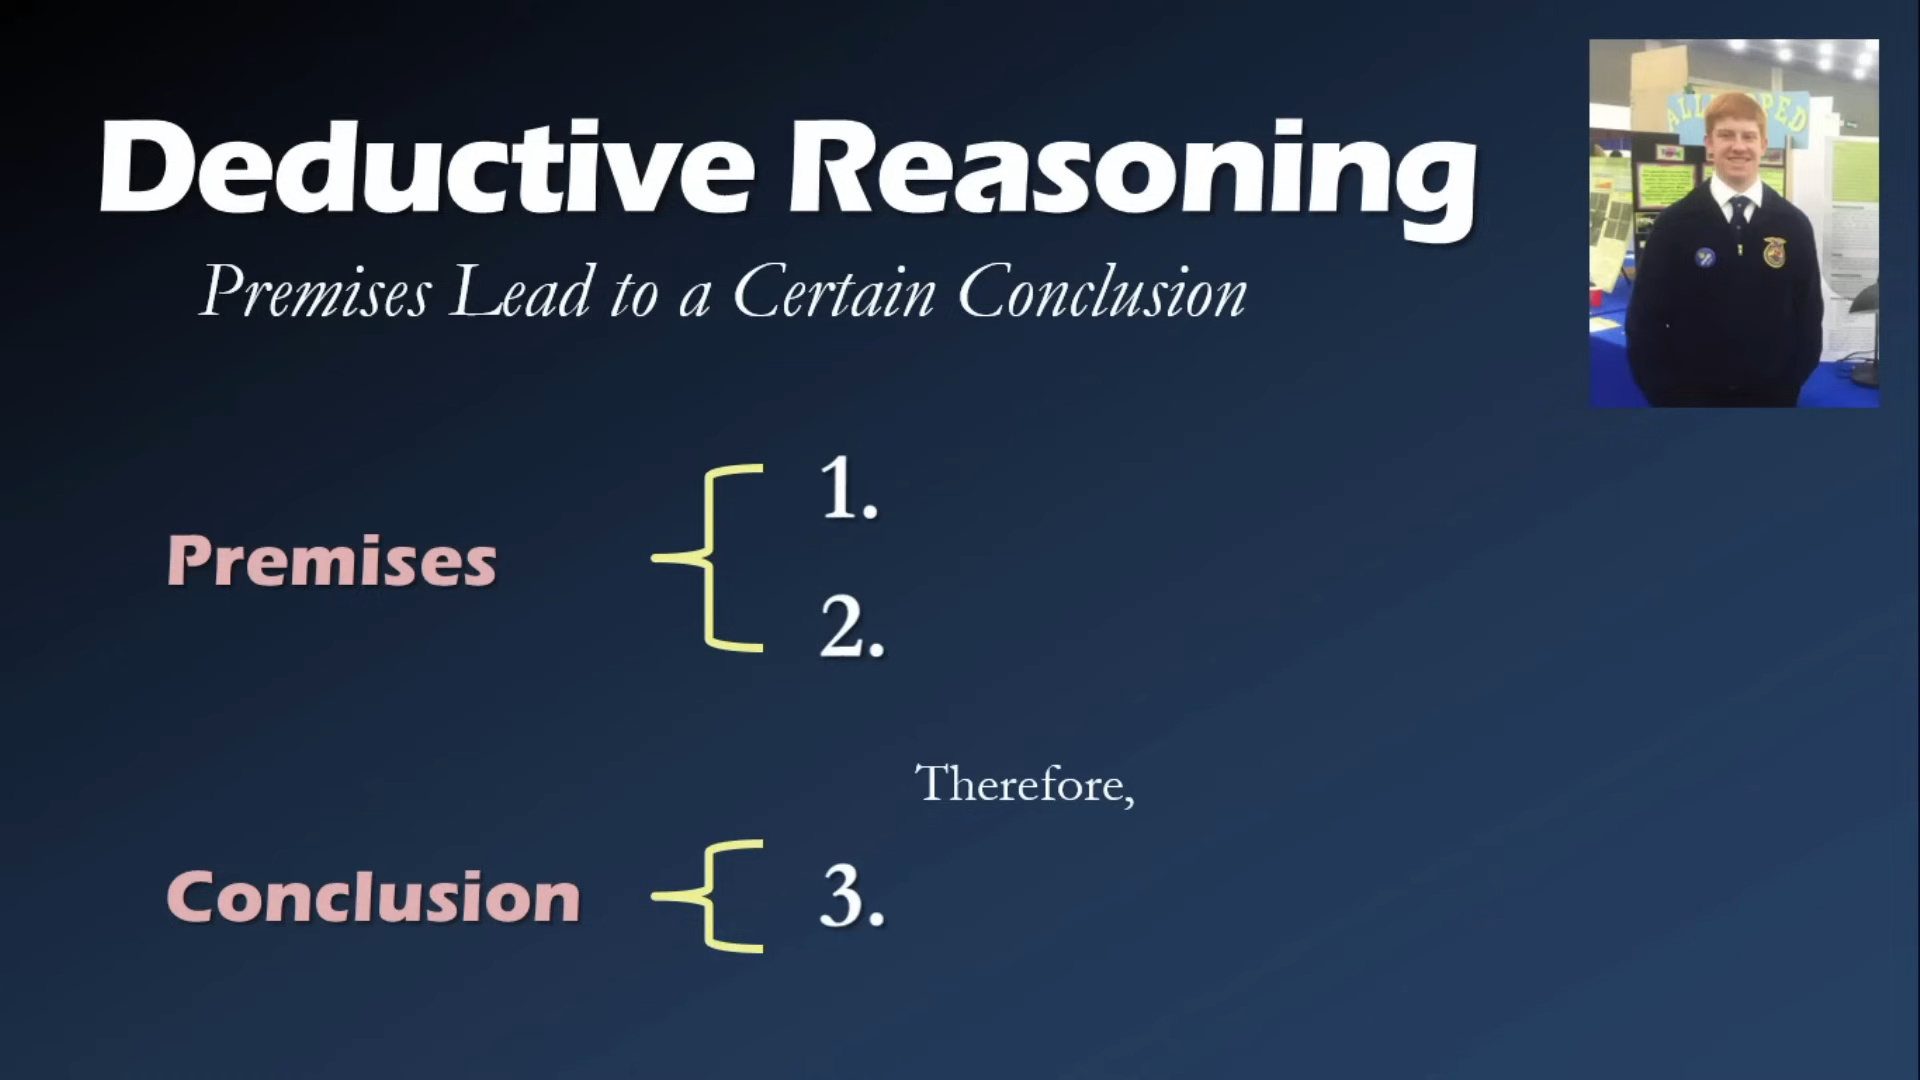 Deductive Reasoning
Premises Lead to a Certain Conclusion
Premises
1.
2.
Therefore,
Conclusion
3.